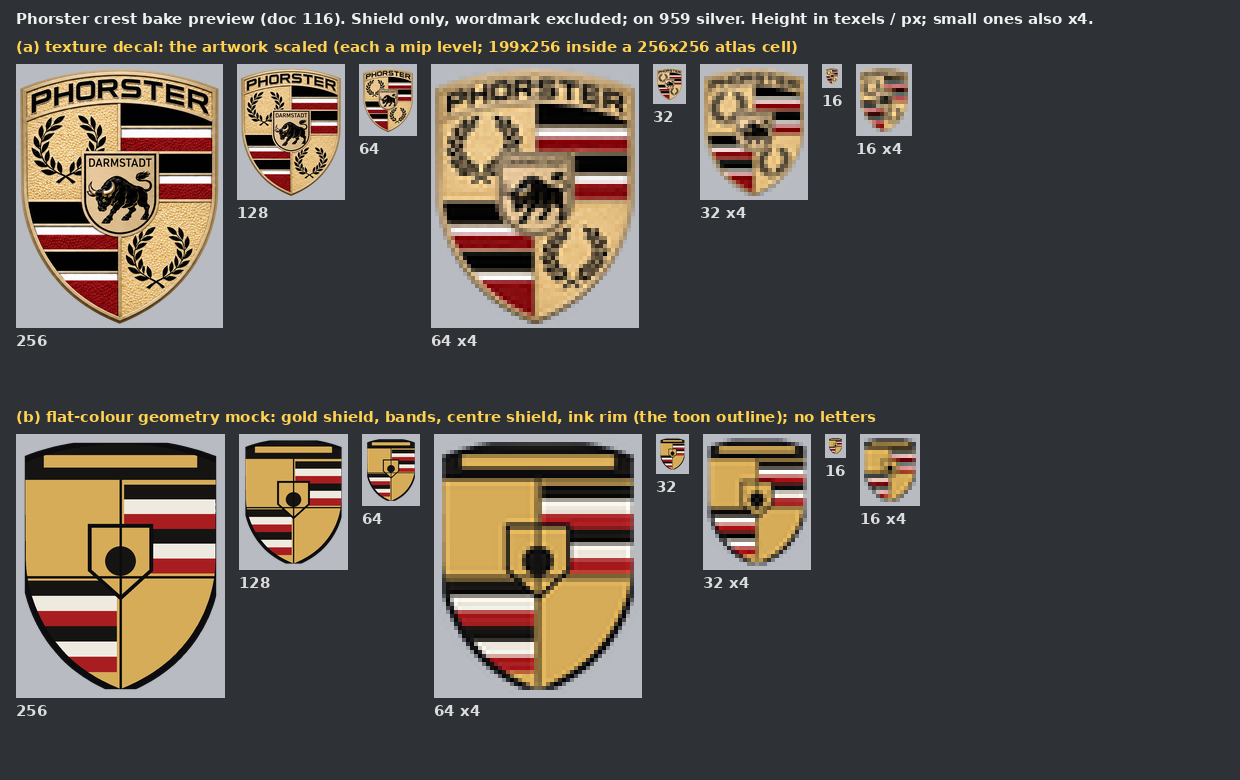 Phorster crest bake preview (doc 116). Shield only, wordmark excluded; on 959 silver. Height in texels / px; small ones also x4.
(a) texture decal: the artwork scaled (each a mip level; 199x256 inside a 256x256 atlas cell)
PHORSTER
DARMSTADT
256
PHORSTER
DARMSTADT
128
PHORSTER
64
PHORSTER
64 x4
32
32 x4
16
16 x4
(b) flat-colour geometry mock: gold shield, bands, centre shield, ink rim (the toon outline); no letters
256
128
64
64 x4
32
32 x4
16
16 x4